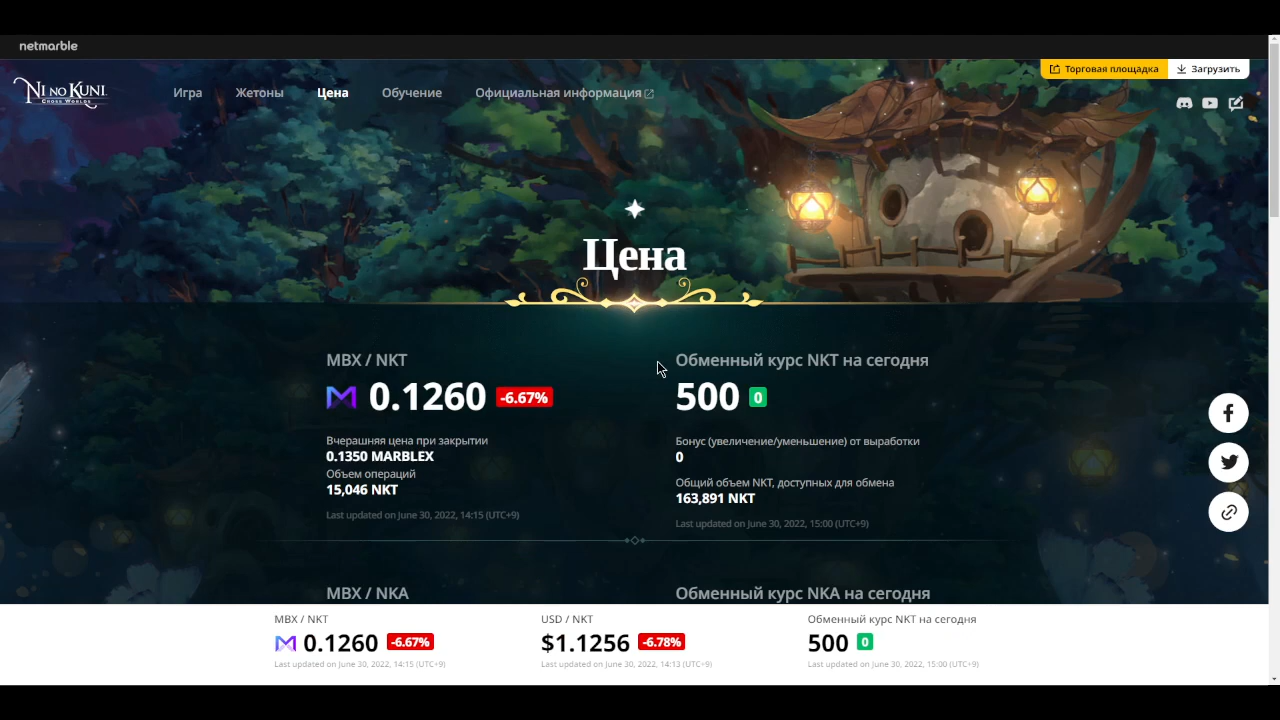 netmarble
Торговая площадка
Загрузить
NI NO KUNI
CROSS WORLDS
Игра
Жетоны
Цена
Обучение
Официальная информация
Цена
MBX / NKT
0.1260 -6.67%
Вчерашняя цена при закрытии
0.1350 MARBLEX
Объем операций
15,046 NKT
Last updated on June 30, 2022, 14:15 (UTC+9)
Обменный курс NKT на сегодня
500 0
Бонус (увеличение/уменьшение) от выработки
0
Общий объем NKT, доступных для обмена
163,891 NKT
Last updated on June 30, 2022, 15:00 (UTC+9)
MBX / NKA
Обменный курс NKA на сегодня
MBX / NKT
0.1260 -6.67%
Last updated on June 30, 2022, 14:15 (UTC+9)
USD / NKT
$1.1256 -6.78%
Last updated on June 30, 2022, 14:13 (UTC+9)
Обменный курс NKT на сегодня
500 0
Last updated on June 30, 2022, 15:00 (UTC+9)